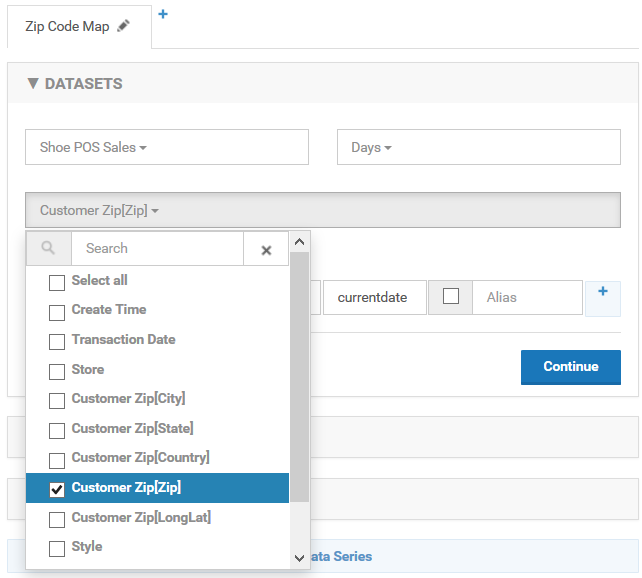 Zip Code Map
+
▼ DATASETS
Shoe POS Sales
Days
Customer Zip[Zip]
Search
×
Select all
Create Time
currentdate
Alias
+
Transaction Date
Store
Continue
Customer Zip[City]
Customer Zip[State]
Customer Zip[Country]
Customer Zip[Zip]
Customer Zip[LongLat]
Style
Series